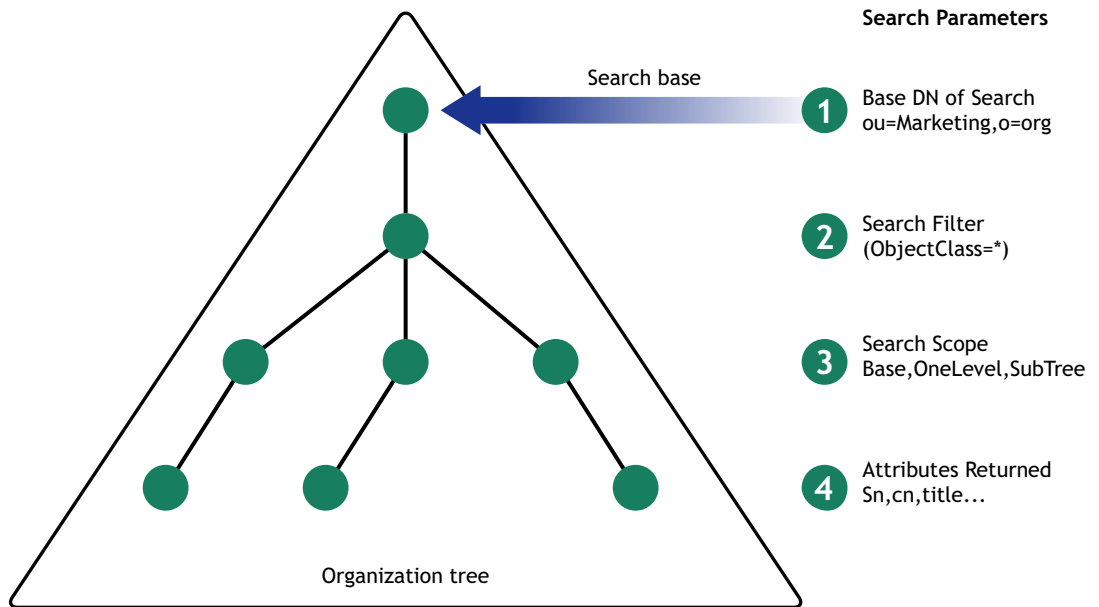 Search Parameters
Search base
1
Base DN of Search
ou=Marketing,o=org
2
Search Filter
(ObjectClass=*)
3
Search Scope
Base,OneLevel,SubTree
4
Attributes Returned
Sn,cn,title...
Organization tree